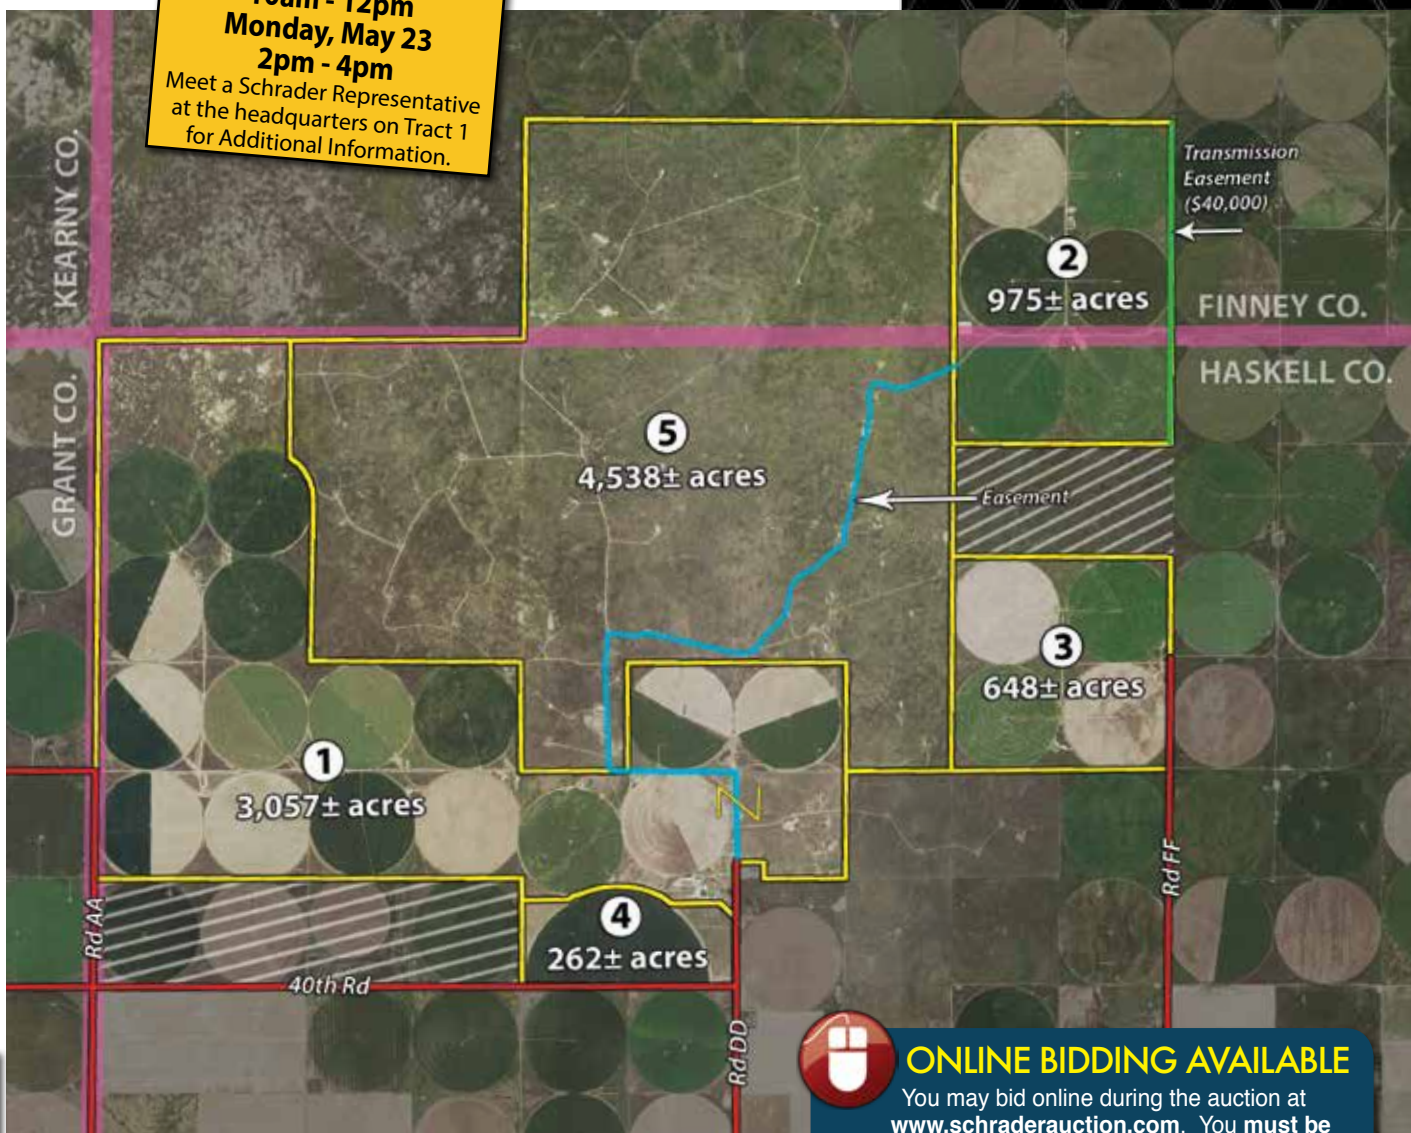 10am - 12pm
Monday, May 23
2pm - 4pm
Meet a Schrader Representative
at the headquarters on Tract 1
for Additional Information.
KEARNY CO.
GRANT CO.
Transmission
Easement
($40,000)
2
975± acres
FINNEY CO.
HASKELL CO.
5
4,538± acres
Easement
3
648± acres
1
3,057± acres
4
262± acres
Rd AA
40th Rd
Rd DD
Rd FF
ONLINE BIDDING AVAILABLE
You may bid online during the auction at
www.schraderauction.com. You must be